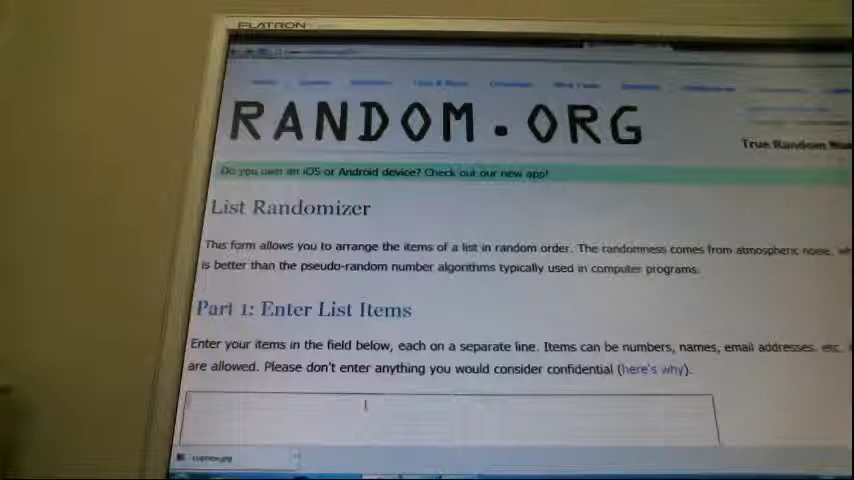 FLATRON
RANDOM.ORG
True Random
Do you own an iOS or Android device? Check out our new app!
List Randomizer
This form allows you to arrange the items of a list in random order. The randomness comes from atmospheric noise,
is better than the pseudo-random number algorithms typically used in computer programs.
Part 1: Enter List Items
Enter your items in the field below, each on a separate line. Items can be numbers, names, email addresses, etc.
are allowed. Please don't enter anything you would consider confidential (here's why).